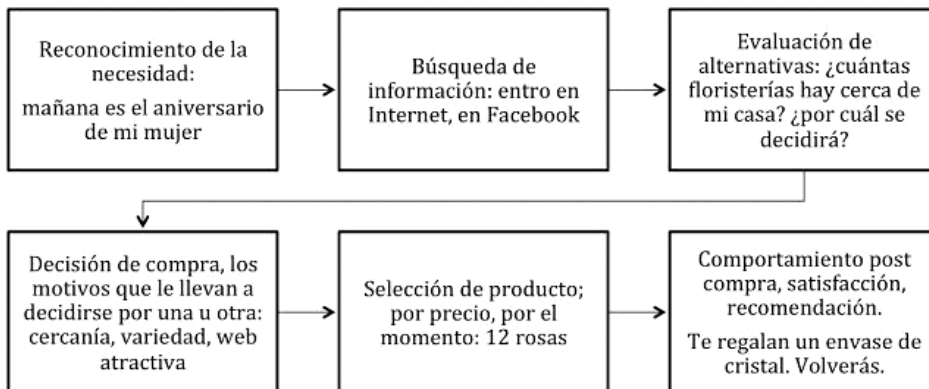 Reconocimiento de la
necesidad:
mañana es el aniversario
de mi mujer
Búsqueda de
información: entro en
Internet, en Facebook
Evaluación de
alternativas: ¿cuántas
floristerías hay cerca de
mi casa? ¿por cuál se
decidirá?
Decisión de compra, los
motivos que le llevan a
decidirse por una u otra:
cercanía, variedad, web
atractiva
Selección de producto;
por precio, por el
momento: 12 rosas
Comportamiento post
compra, satisfacción,
recomendación.
Te regalan un envase de
cristal. Volverás.